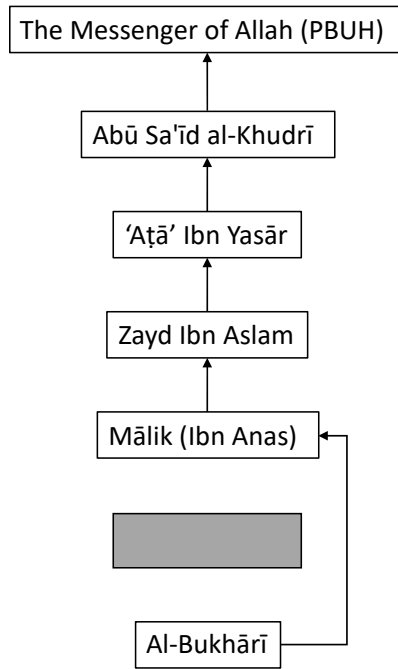 The Messenger of Allah (PBUH)
Abū Sa'īd al-Khudrī
‘Aṭā’ Ibn Yasār
Zayd Ibn Aslam
Mālik (Ibn Anas)
Al-Bukhārī